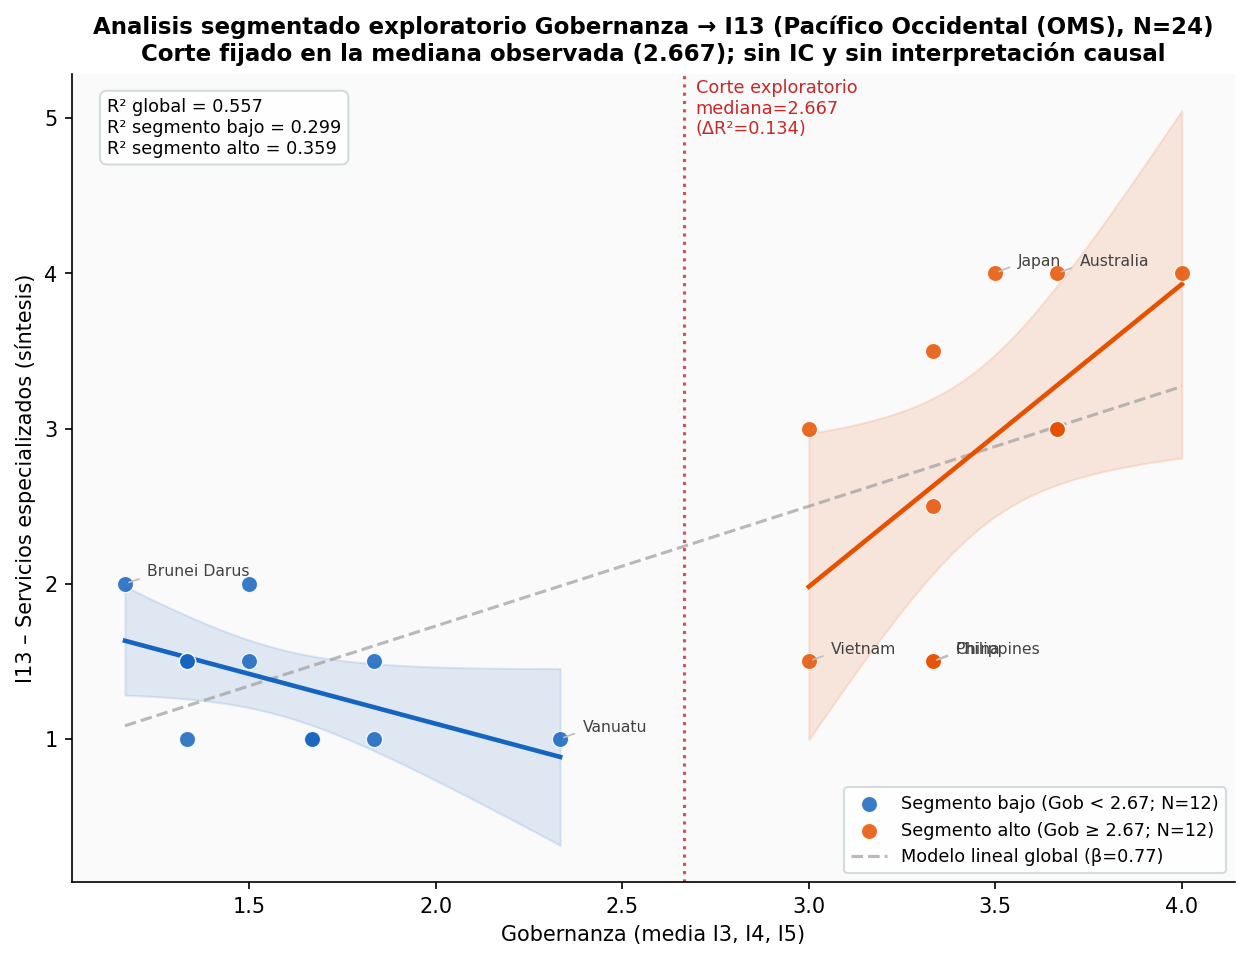 Analisis segmentado exploratorio Gobernanza → I13 (Pacífico Occidental (OMS), N=24)
Corte fijado en la mediana observada (2.667); sin IC y sin interpretación causal
R² global = 0.557
R² segmento bajo = 0.299
R² segmento alto = 0.359
Corte exploratorio
mediana=2.667
(ΔR²=0.134)
I13 – Servicios especializados (síntesis)
5
4
3
2
1
Japan
Australia
Brunei Darus
Vietnam
Philippines
Vanuatu
Segmento bajo (Gob < 2.67; N=12)
Segmento alto (Gob ≥ 2.67; N=12)
Modelo lineal global (β=0.77)
1.5
2.0
2.5
3.0
3.5
4.0
Gobernanza (media I3, I4, I5)